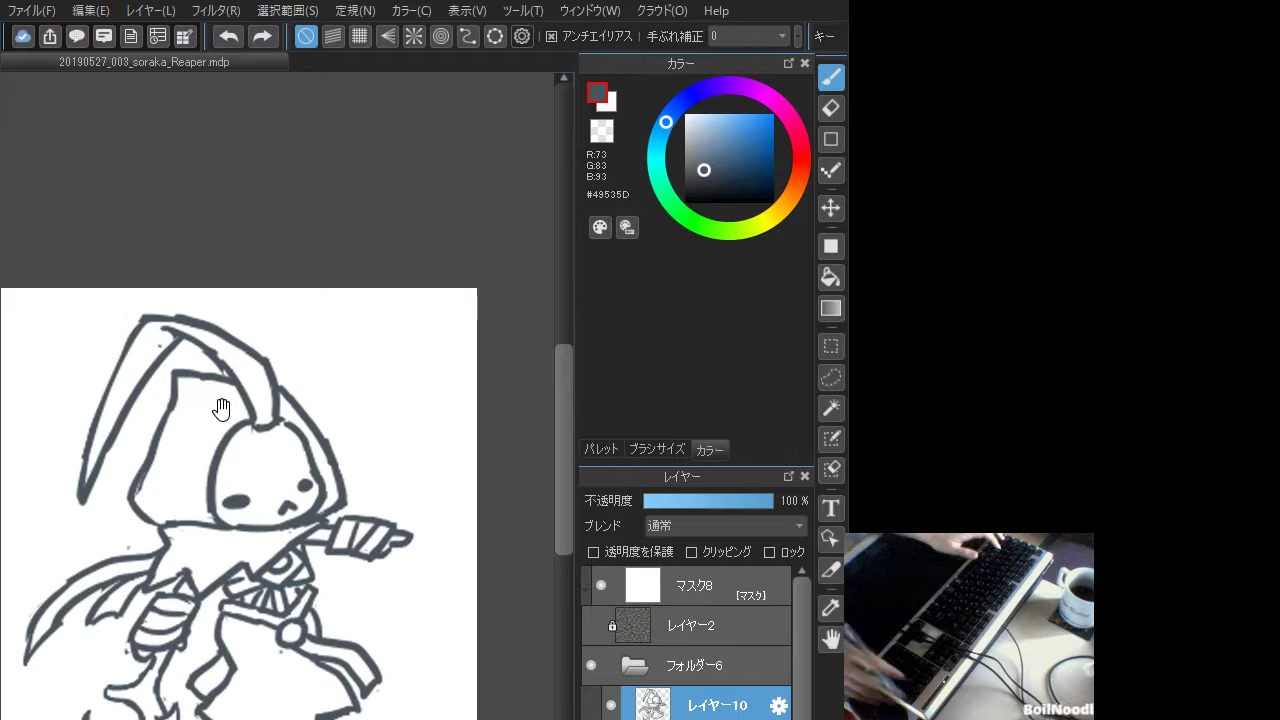 ファイル(F) 編集(E) レイヤー(L) フィルタ(R) 選択範囲(S) 定規(N) カラー(C) 表示(V) ツール(T) ウィンドウ(W) クラウド(O) Help
アンチエイリアス 手ぶれ補正 0 キー
20190527_003_soraka_Reaper.mdp
カラー
R:73
G:83
B:93
#49535D
パレット ブラシサイズ カラー
レイヤー
不透明度 100 %
ブレンド 通常
透明度を保護 クリッピング ロック
マスク8 [マスク]
レイヤー2
フォルダー6
レイヤー10
T
BoilNoodl